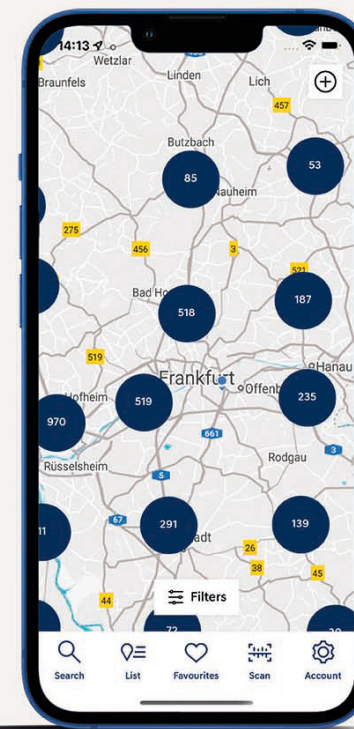 14:13
Wetzlar
Braunfels
Linden
Lich
457
Butzbach
85
53
Nauheim
275
456
3
521
Bad Ho
518
187
519
Frankfurt
Hanau
Offenb
519
235
Hofheim
970
661
3
Rüsselsheim
Rodgau
5
67
291
139
11
adt
26
38
45
44
Filters
72
Search
List
Favourites
Scan
Account